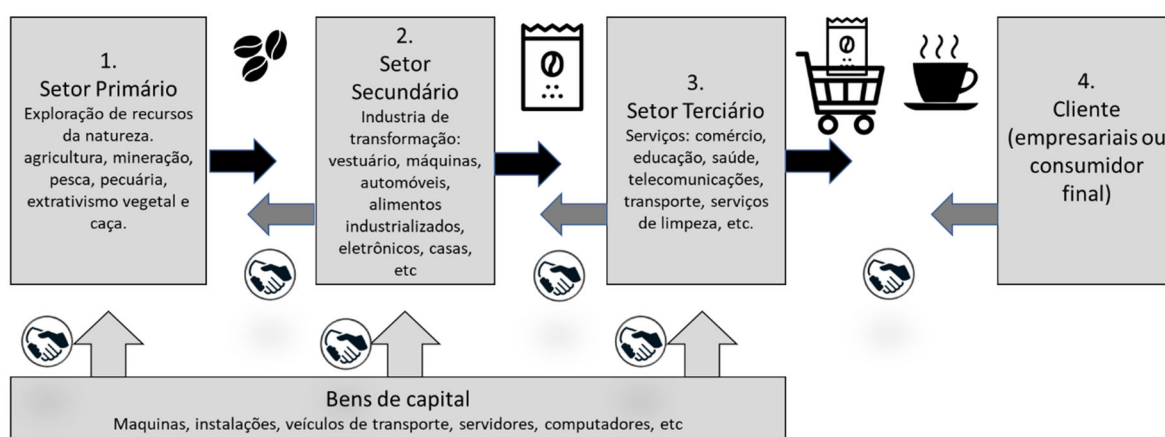 1.
Setor Primário
Exploração de recursos
da natureza.
agricultura, mineração,
pesca, pecuária,
extrativismo vegetal e
caça.
2.
Setor
Secundário
Industria de
transformação:
vestuário, máquinas,
automóveis,
alimentos
industrializados,
eletrônicos, casas,
etc
3.
Setor Terciário
Serviços: comércio,
educação, saúde,
telecomunicações,
transporte, serviços
de limpeza, etc.
4.
Cliente
(empresariais ou
consumidor
final)
Bens de capital
Maquinas, instalações, veículos de transporte, servidores, computadores, etc